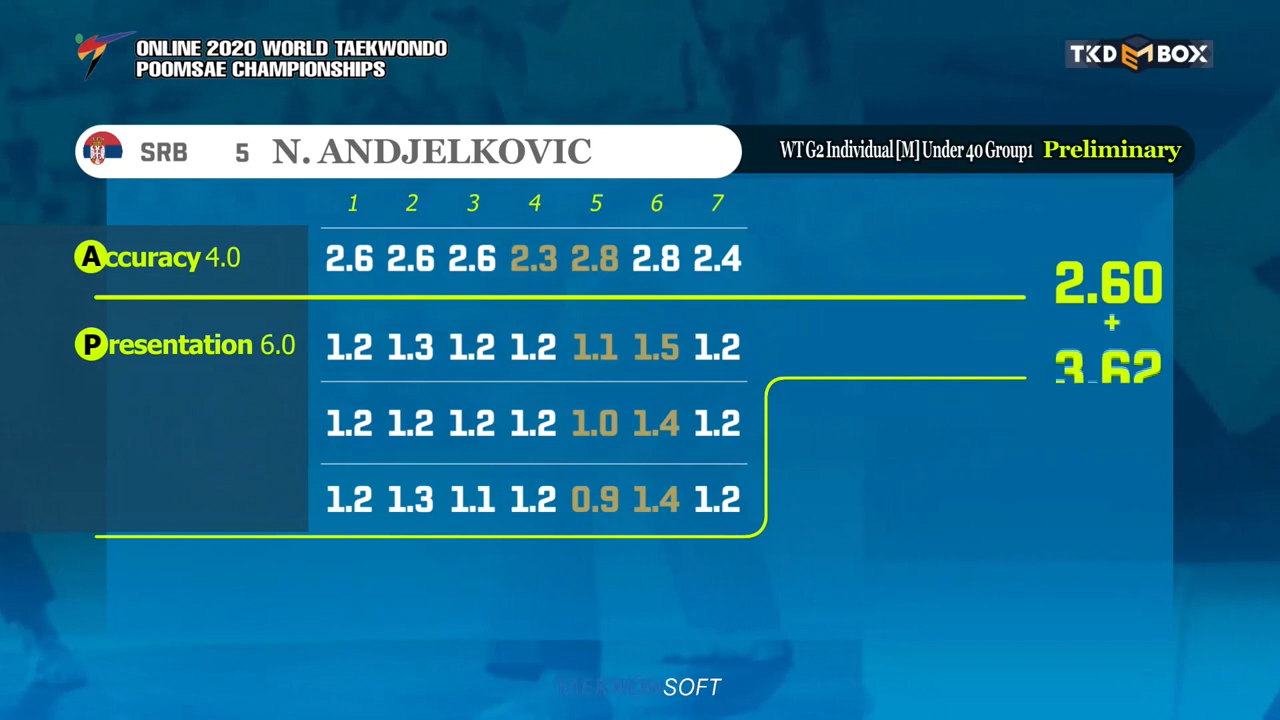 ONLINE 2020 WORLD TAEKWONDO
POOMSAE CHAMPIONSHIPS
TKD BOX
SRB 5 N. ANDJELKOVIC
WT G2 Individual [M] Under 40 Group1 Preliminary
1 2 3 4 5 6 7
Accuracy 4.0 2.6 2.6 2.6 2.3 2.8 2.8 2.4
2.60
+
Presentation 6.0 1.2 1.3 1.2 1.2 1.1 1.5 1.2
3.62
1.2 1.2 1.2 1.2 1.0 1.4 1.2
1.2 1.3 1.1 1.2 0.9 1.4 1.2
SOFT